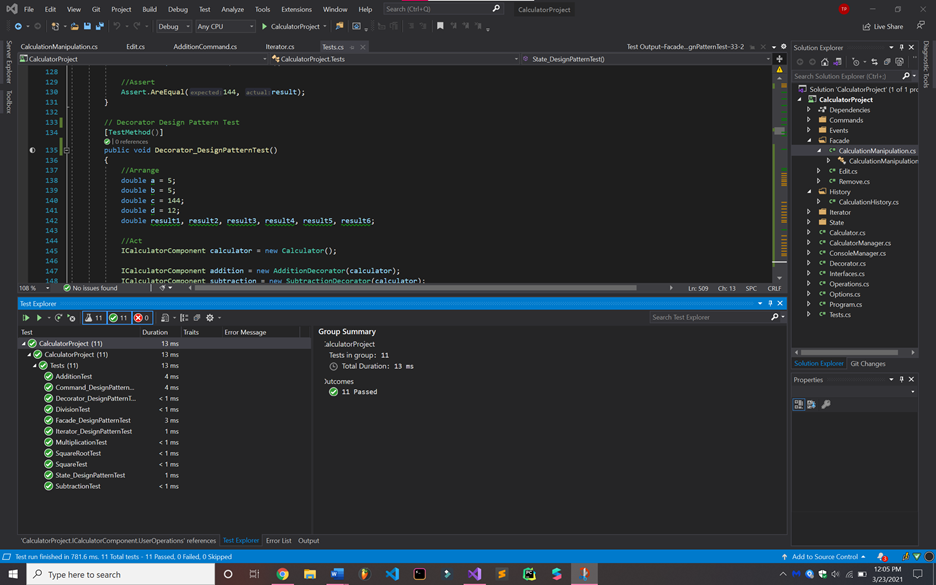 File Edit View Git Project Build Debug Test Analyze Tools Extensions Window Help Search (Ctrl+Q) CalculatorProject TR
Debug Any CPU CalculatorProject Live Share
CalculationManipulation.cs Edit.cs AdditionCommand.cs Iterator.cs Tests.cs Test Output-Facade...gnPatternTest-33-2
CalculatorProject CalculatorProject.Tests State_DesignPatternTest()
Server Explorer
Toolbox
128
129 //Assert
130 Assert.AreEqual(expected: 144, actual: result);
131 }
132
133 // Decorator Design Pattern Test
134 [TestMethod()]
0 references
135 public void Decorator_DesignPatternTest()
136 {
137 //Arrange
138 double a = 5;
139 double b = 5;
140 double c = 144;
141 double d = 12;
142 double result1, result2, result3, result4, result5, result6;
143
144 //Act
145 ICalculatorComponent calculator = new Calculator();
146
147 ICalculatorComponent addition = new AdditionDecorator(calculator);
148 ICalculatorComponent subtraction = new SubtractionDecorator(calculator);
108 % No issues found Ln: 509 Ch: 13 SPC CRLF
Solution Explorer
Search Solution Explorer (Ctrl+;)
Solution 'CalculatorProject' (1 of 1 pro
CalculatorProject
Dependencies
Commands
Events
Facade
CalculationManipulation.cs
CalculationManipulation
Edit.cs
Remove.cs
History
CalculationHistory.cs
Iterator
State
Calculator.cs
CalculatorManager.cs
ConsoleManager.cs
Decorator.cs
Interfaces.cs
Operations.cs
Options.cs
Program.cs
Tests.cs
Solution Explorer Git Changes
Properties
Diagnostic Tools
Test Explorer
11 11 0 Search Test Explorer
Test Duration Traits Error Message
CalculatorProject (11) 13 ms
CalculatorProject (11) 13 ms
Tests (11) 13 ms
AdditionTest 4 ms
Command_DesignPattern... 4 ms
Decorator_DesignPatternT... < 1 ms
DivisionTest < 1 ms
Facade_DesignPatternTest 3 ms
Iterator_DesignPatternTest < 1 ms
MultiplicationTest < 1 ms
SquareRootTest < 1 ms
SquareTest < 1 ms
State_DesignPatternTest < 1 ms
SubtractionTest < 1 ms
Group Summary
CalculatorProject
Tests in group: 11
Total Duration: 13 ms
Outcomes
11 Passed
'CalculatorProject.ICalculatorComponent.UserOperations' references Test Explorer Error List Output
Test run finished in 781.6 ms. 11 Total tests - 11 Passed, 0 Failed, 0 Skipped Add to Source Control
Type here to search
12:05 PM
3/23/2021